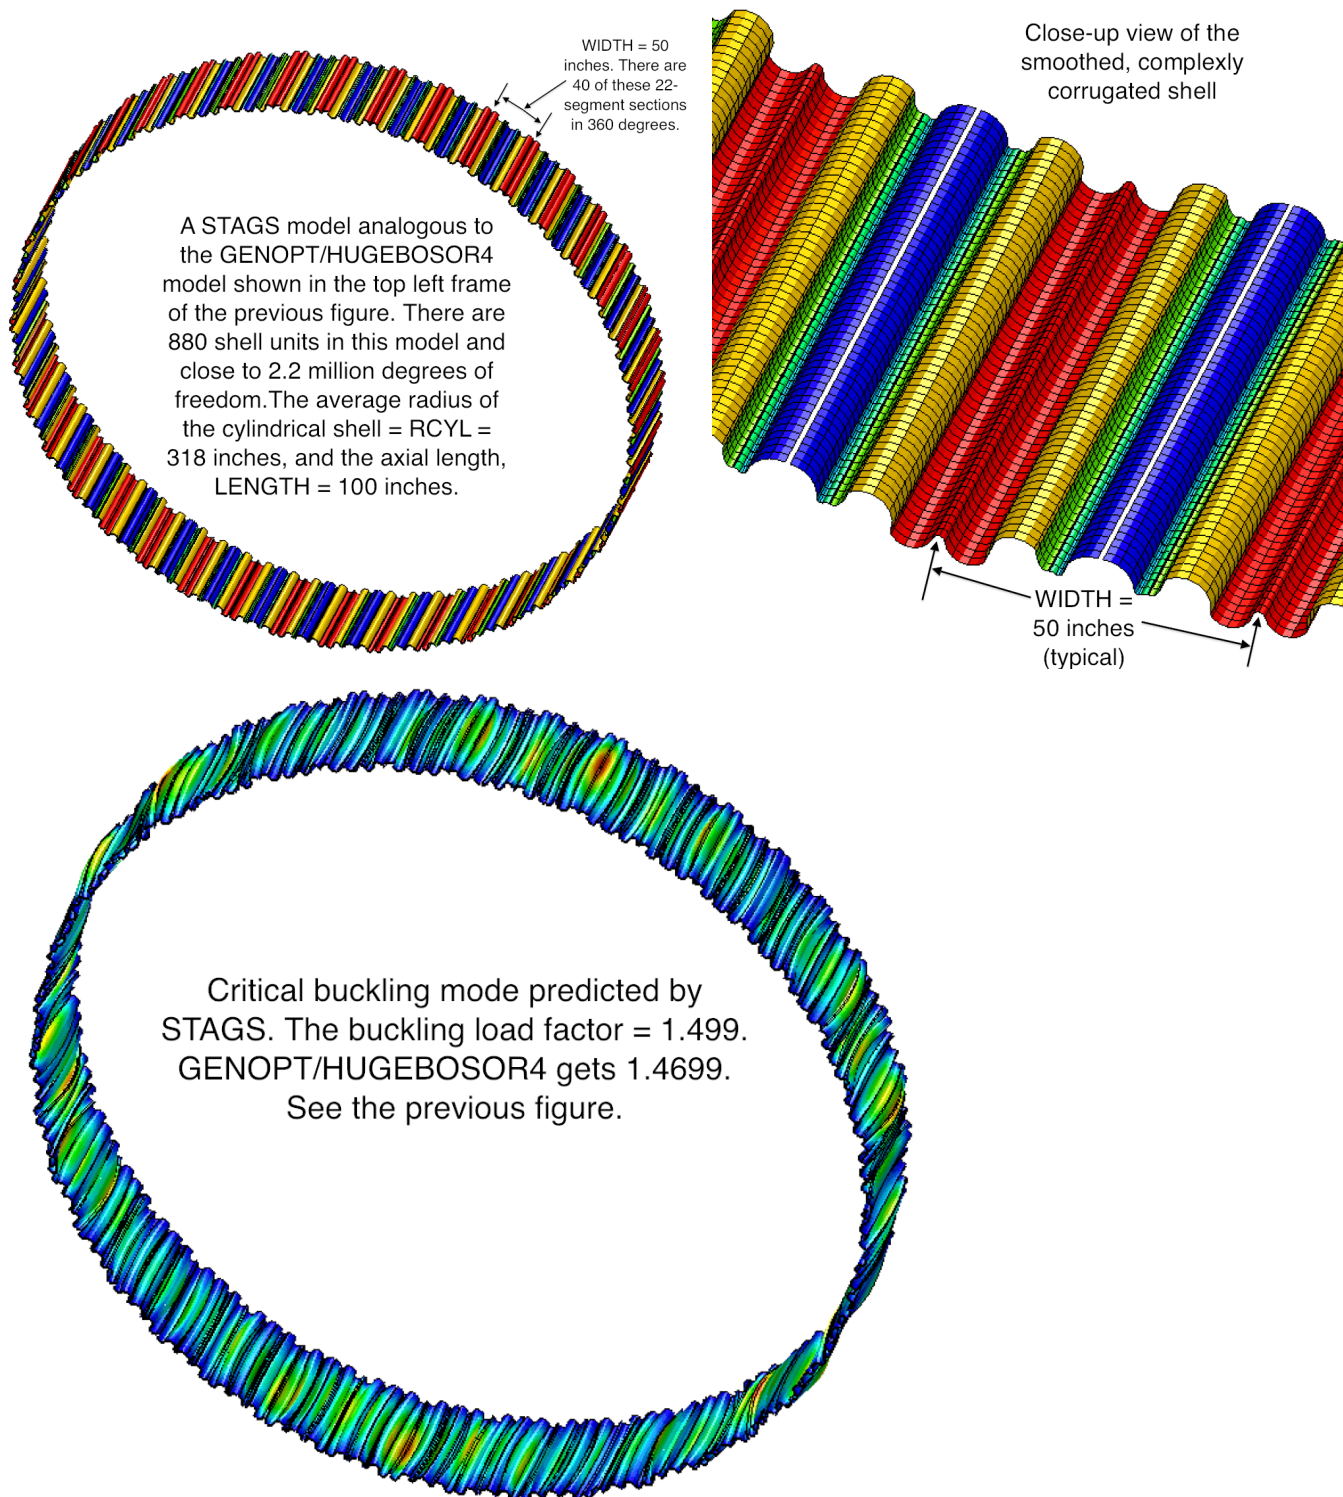 WIDTH = 50
inches. There are
40 of these 22-
segment sections
in 360 degrees.
A STAGS model analogous to
the GENOPT/HUGEBOSOR4
model shown in the top left frame
of the previous figure. There are
880 shell units in this model and
close to 2.2 million degrees of
freedom.The average radius of
the cylindrical shell = RCYL =
318 inches, and the axial length,
LENGTH = 100 inches.
Close-up view of the
smoothed, complexly
corrugated shell
WIDTH =
50 inches
(typical)
Critical buckling mode predicted by
STAGS. The buckling load factor = 1.499.
GENOPT/HUGEBOSOR4 gets 1.4699.
See the previous figure.